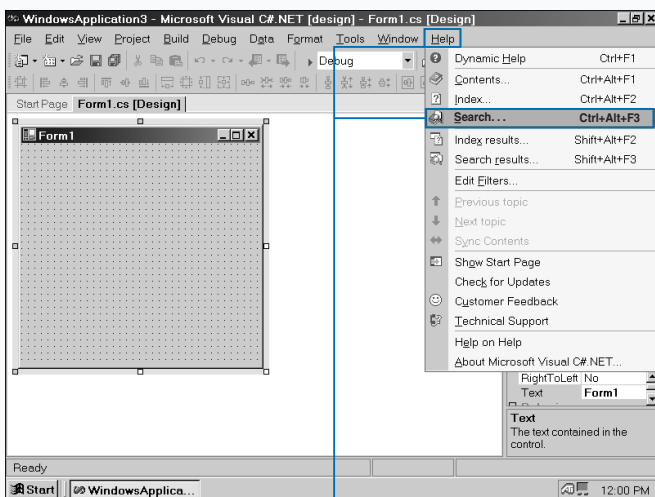 WindowsApplication3 - Microsoft Visual C#.NET [design] - Form1.cs [Design]
File Edit View Project Build Debug Data Format Tools Window Help
Debug
Start Page Form1.cs [Design]
Form1
Dynamic Help Ctrl+F1
Contents... Ctrl+Alt+F1
Index... Ctrl+Alt+F2
Search... Ctrl+Alt+F3
Index results... Shift+Alt+F2
Search results... Shift+Alt+F3
Edit Filters...
Previous topic
Next topic
Sync Contents
Show Start Page
Check for Updates
Customer Feedback
Technical Support
Help on Help
About Microsoft Visual C#.NET...
RightToLeft No
Text Form1
Text
The text contained in the
control.
Ready
Start WindowsApplica... 12:00 PM